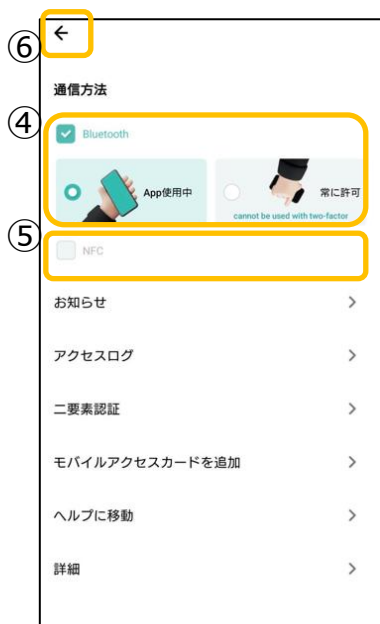 ⑥
通信方法
④
Bluetooth
App使用中
常に許可
cannot be used with two-factor
⑤
NFC
お知らせ
アクセスログ
二要素認証
モバイルアクセスカードを追加
ヘルプに移動
詳細